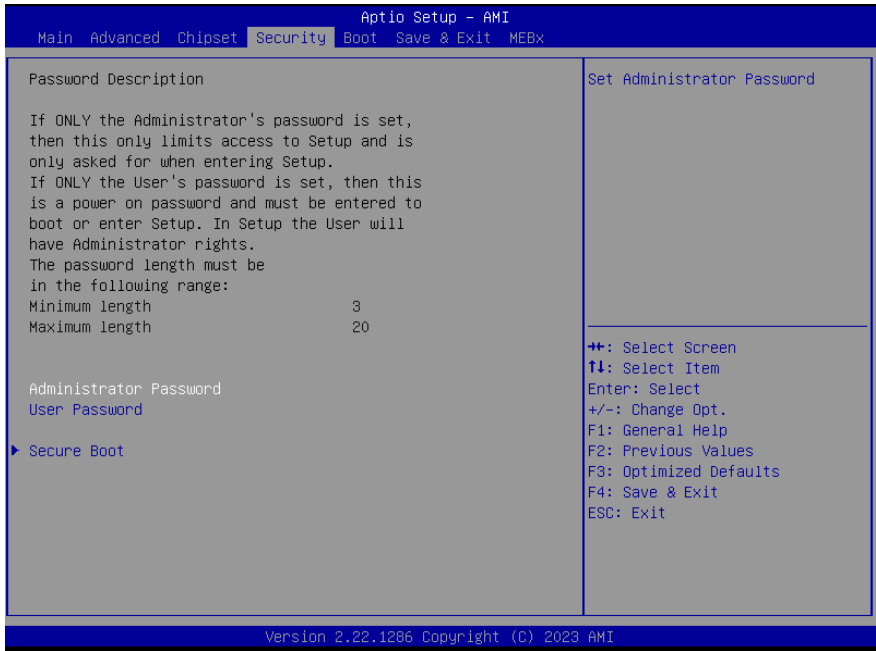 Aptio Setup – AMI
Main Advanced Chipset Security Boot Save & Exit MEBx
Password Description
If ONLY the Administrator's password is set,
then this only limits access to Setup and is
only asked for when entering Setup.
If ONLY the User's password is set, then this
is a power on password and must be entered to
boot or enter Setup. In Setup the User will
have Administrator rights.
The password length must be
in the following range:
Minimum length 3
Maximum length 20
Administrator Password
User Password
Secure Boot
Set Administrator Password
→←: Select Screen
↑↓: Select Item
Enter: Select
+/-: Change Opt.
F1: General Help
F2: Previous Values
F3: Optimized Defaults
F4: Save & Exit
ESC: Exit
Version 2.22.1286 Copyright (C) 2023 AMI